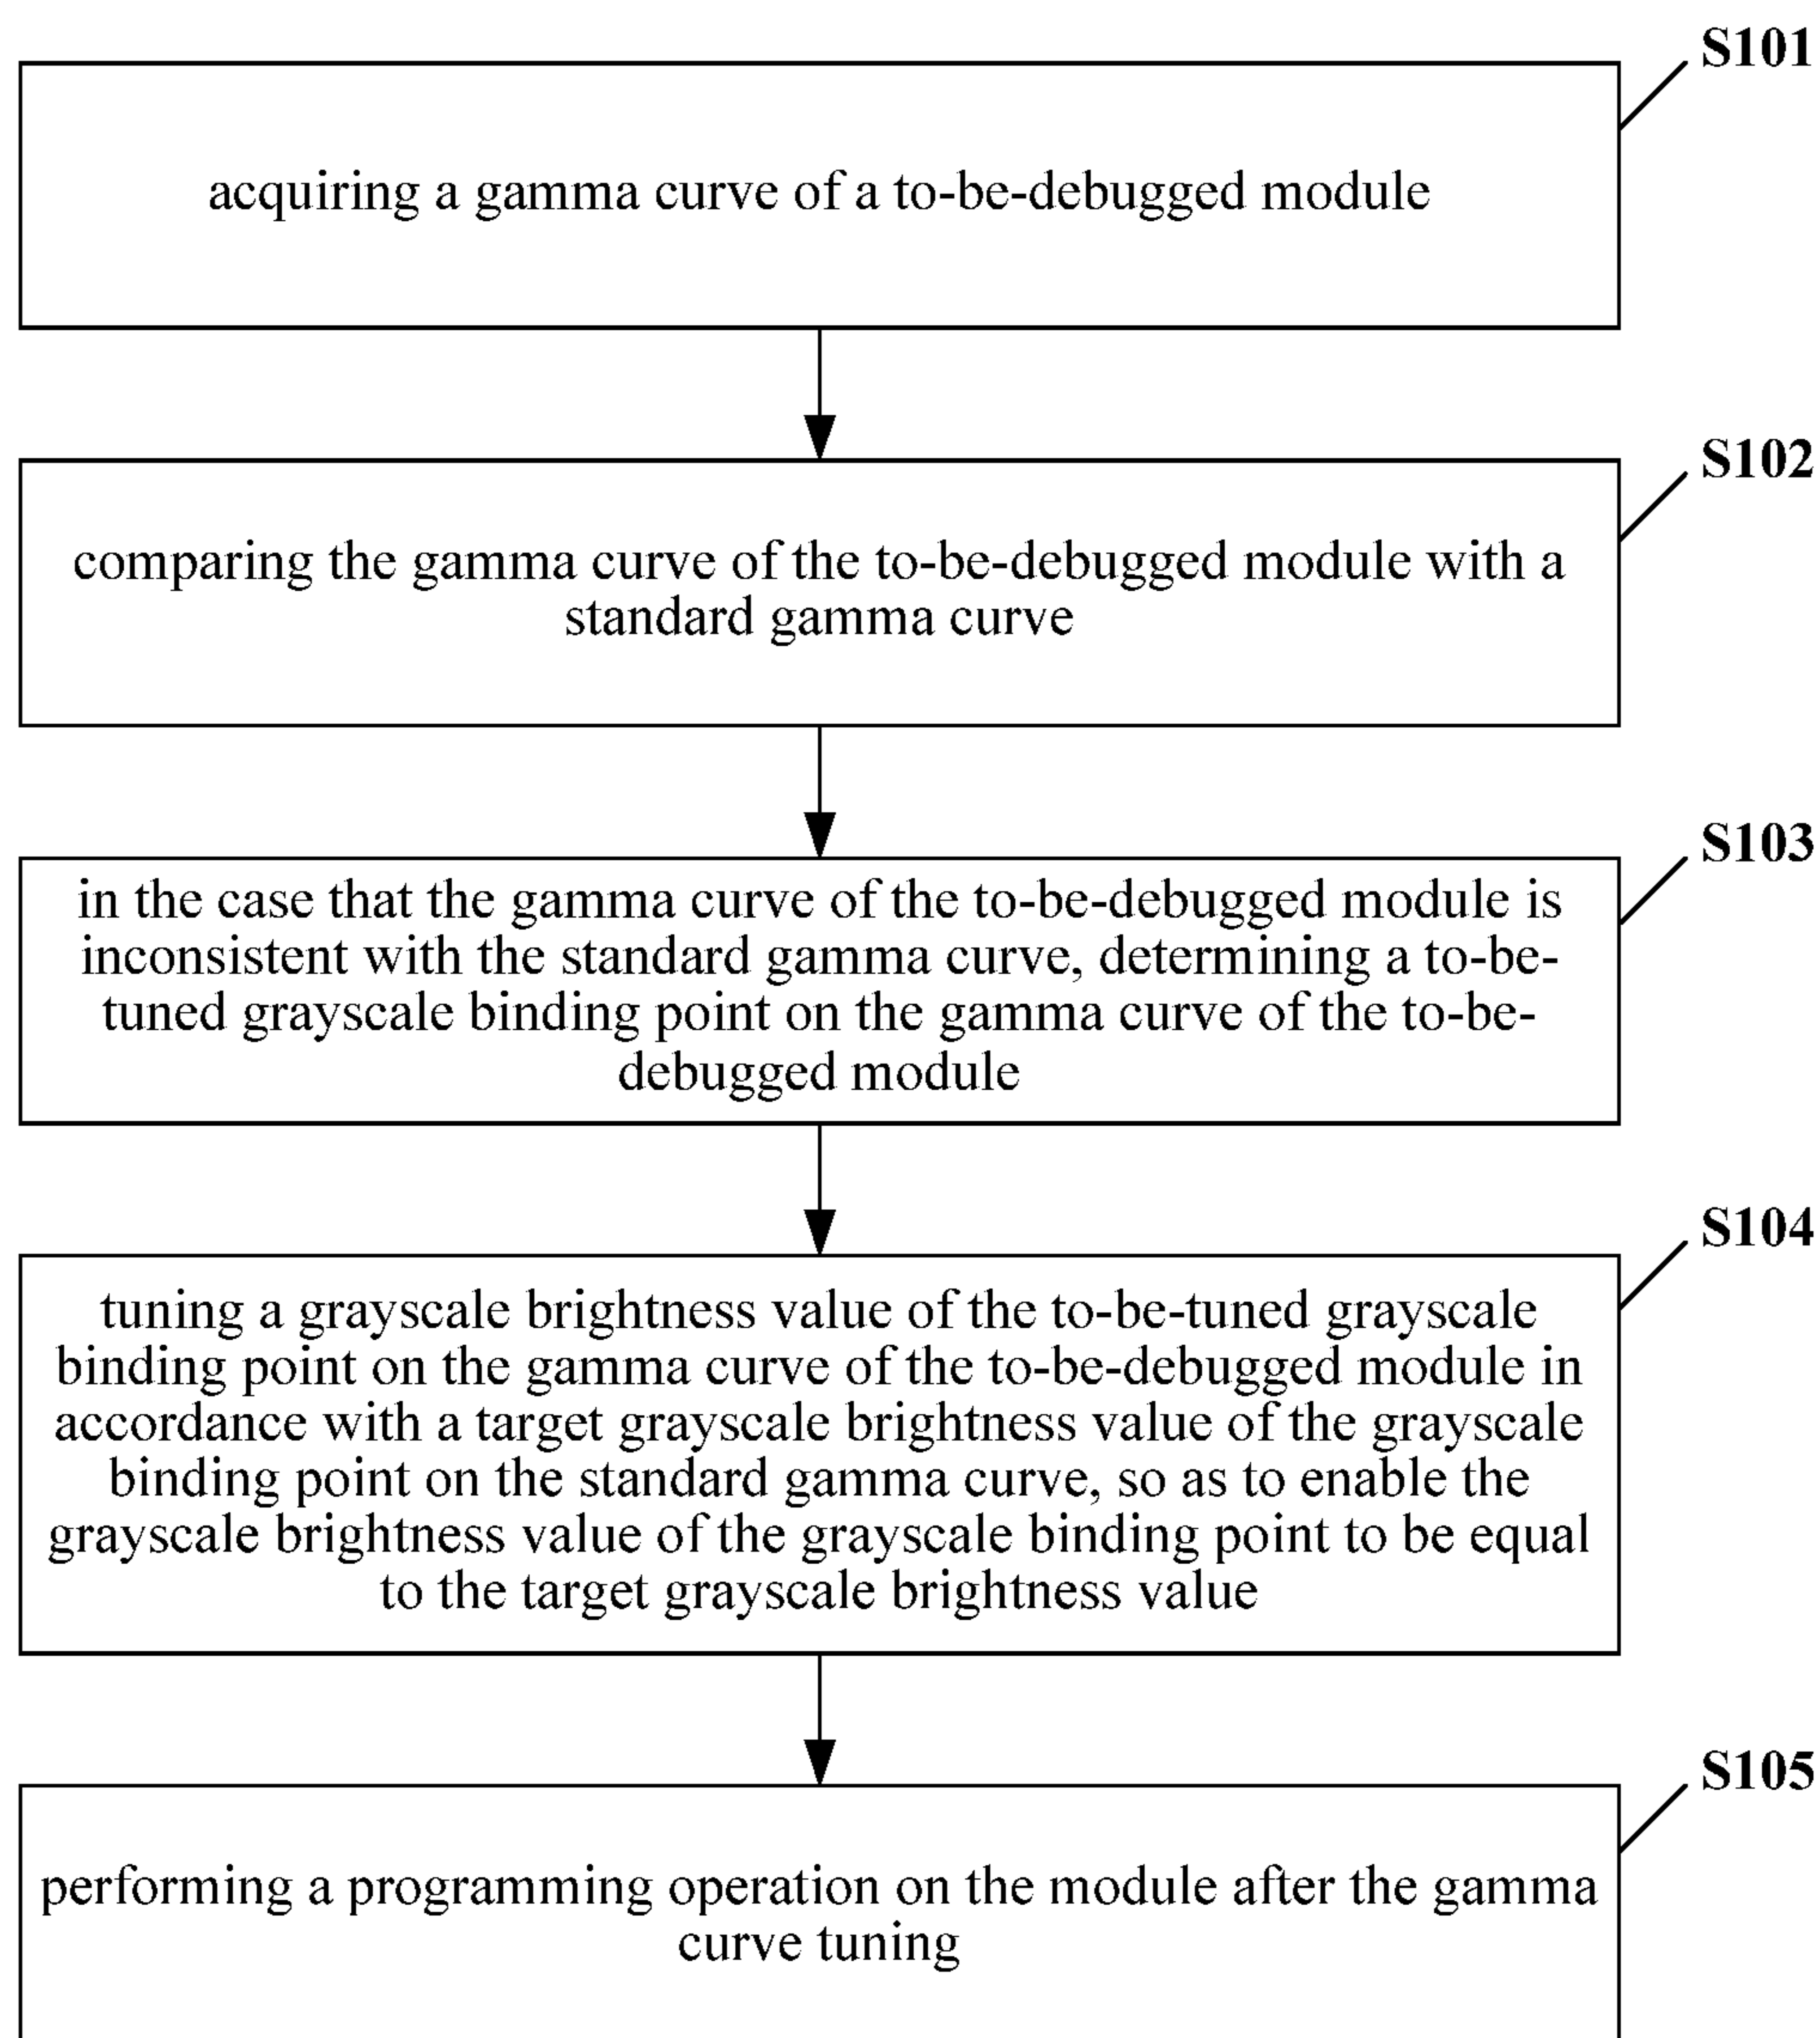 S101
acquiring a gamma curve of a to-be-debugged module
S102
comparing the gamma curve of the to-be-debugged module with a
standard gamma curve
S103
in the case that the gamma curve of the to-be-debugged module is
inconsistent with the standard gamma curve, determining a to-be-
tuned grayscale binding point on the gamma curve of the to-be-
debugged module
S104
tuning a grayscale brightness value of the to-be-tuned grayscale
binding point on the gamma curve of the to-be-debugged module in
accordance with a target grayscale brightness value of the grayscale
binding point on the standard gamma curve, so as to enable the
grayscale brightness value of the grayscale binding point to be equal
to the target grayscale brightness value
S105
performing a programming operation on the module after the gamma
curve tuning